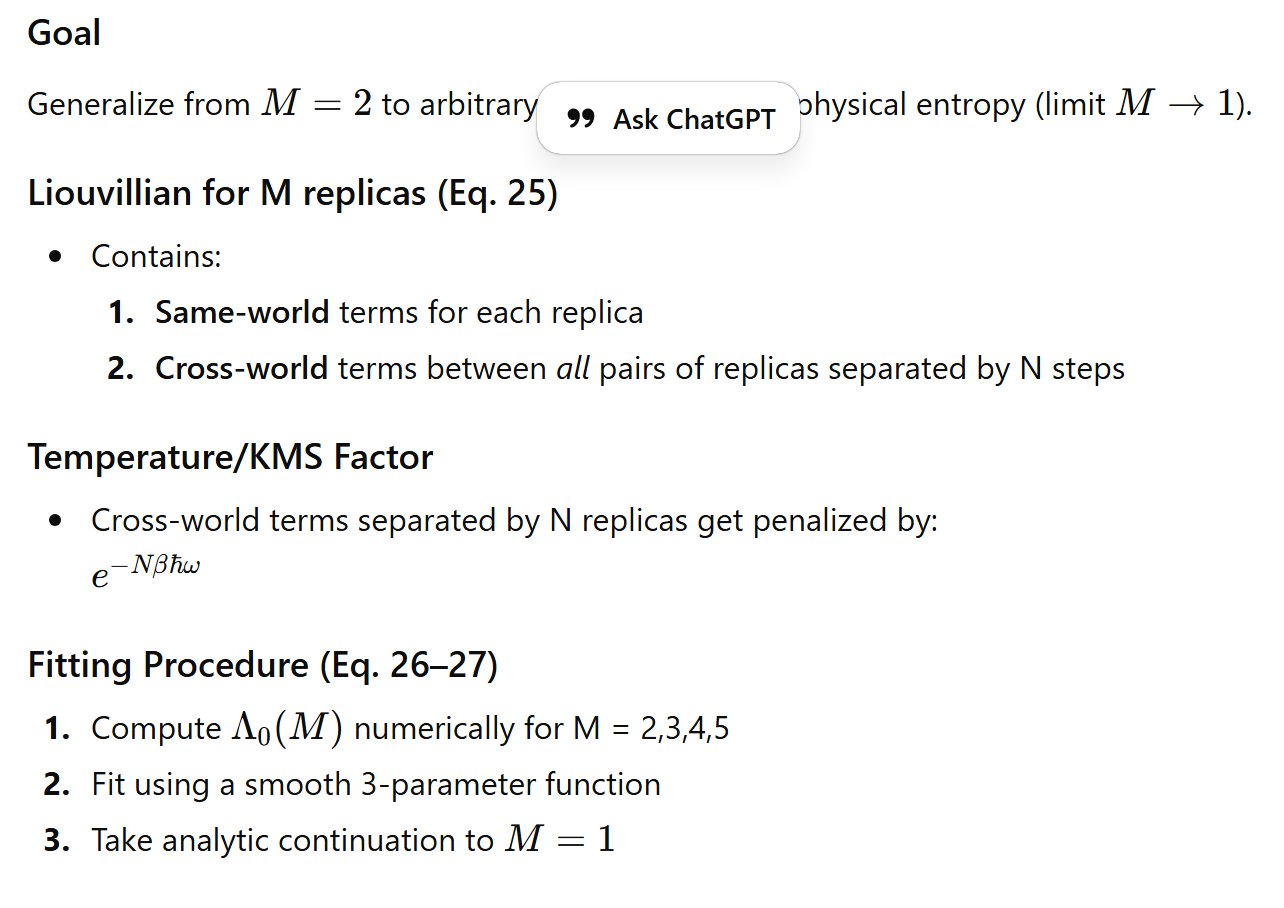 Goal
Generalize from M = 2 to arbitrary physical entropy (limit M → 1).
❞ Ask ChatGPT
Liouvillian for M replicas (Eq. 25)
• Contains:
1. Same-world terms for each replica
2. Cross-world terms between all pairs of replicas separated by N steps
Temperature/KMS Factor
• Cross-world terms separated by N replicas get penalized by:
e^{-Nβħω}
Fitting Procedure (Eq. 26–27)
1. Compute Λ₀(M) numerically for M = 2,3,4,5
2. Fit using a smooth 3-parameter function
3. Take analytic continuation to M = 1